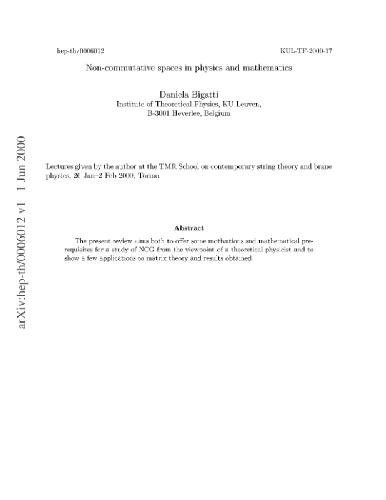 hep-th/0006012 KUL-TF-2000-17
Non-commutative spaces in physics and mathematics
Daniela Bigatti
Institute of Theoretical Physics, KU Leuven,
B-3001 Heverlee, Belgium
Lectures given by the author at the TMR School on contemporary string theory and brane
physics, 26 Jan–2 Feb 2000, Torino
Abstract
The present review aims both to offer some motivations and mathematical pre-
requisites for a study of NCG from the viewpoint of a theoretical physicist and to
show a few applications to matrix theory and results obtained.
arXiv:hep-th/0006012 v1 1 Jun 2000